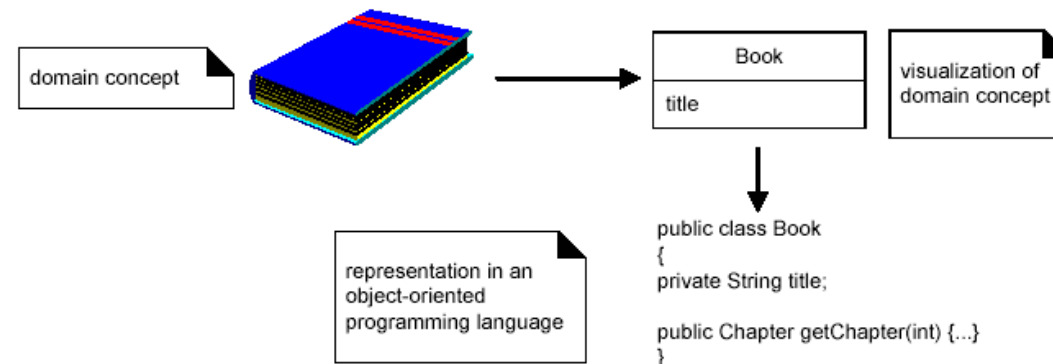 domain concept
Book
title
visualization of
domain concept
representation in an
object-oriented
programming language
public class Book
{
private String title;
public Chapter getChapter(int) {...}
}